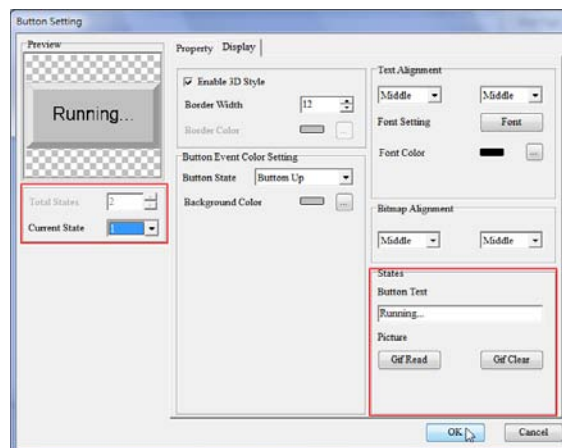 Button Setting
Preview
Running...
Total States 2
Current State 1
Property Display
Enable 3D Style
Border Width 12
Border Color ...
Button Event Color Setting
Button State Buttom Up
Background Color ...
Text Alignment
Middle Middle
Font Setting Font
Font Color ...
Bitmap Alignment
Middle Middle
States
Button Text
Running...
Picture
Gif Read Gif Clear
OK Cancel